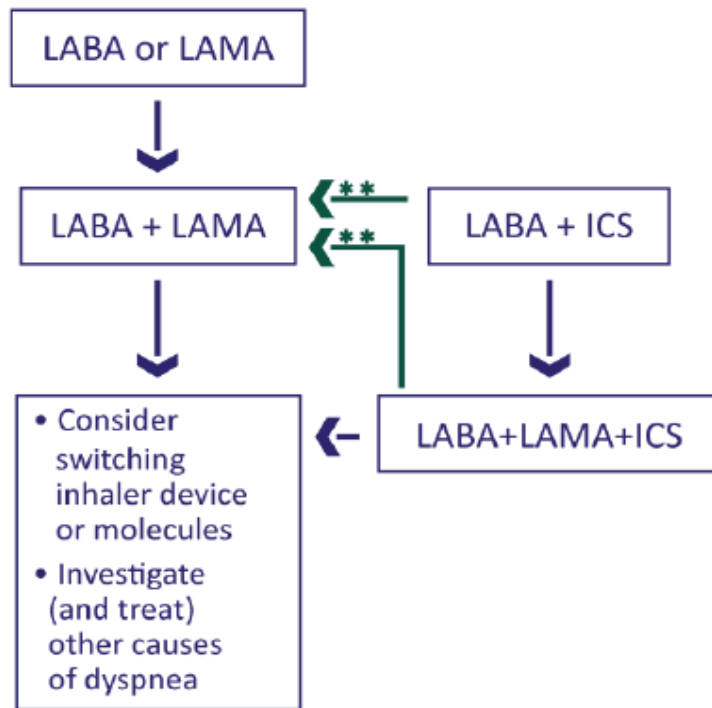 LABA or LAMA
LABA + LAMA
**
**
LABA + ICS
• Consider
switching
inhaler device
or molecules
• Investigate
(and treat)
other causes
of dyspnea
LABA+LAMA+ICS